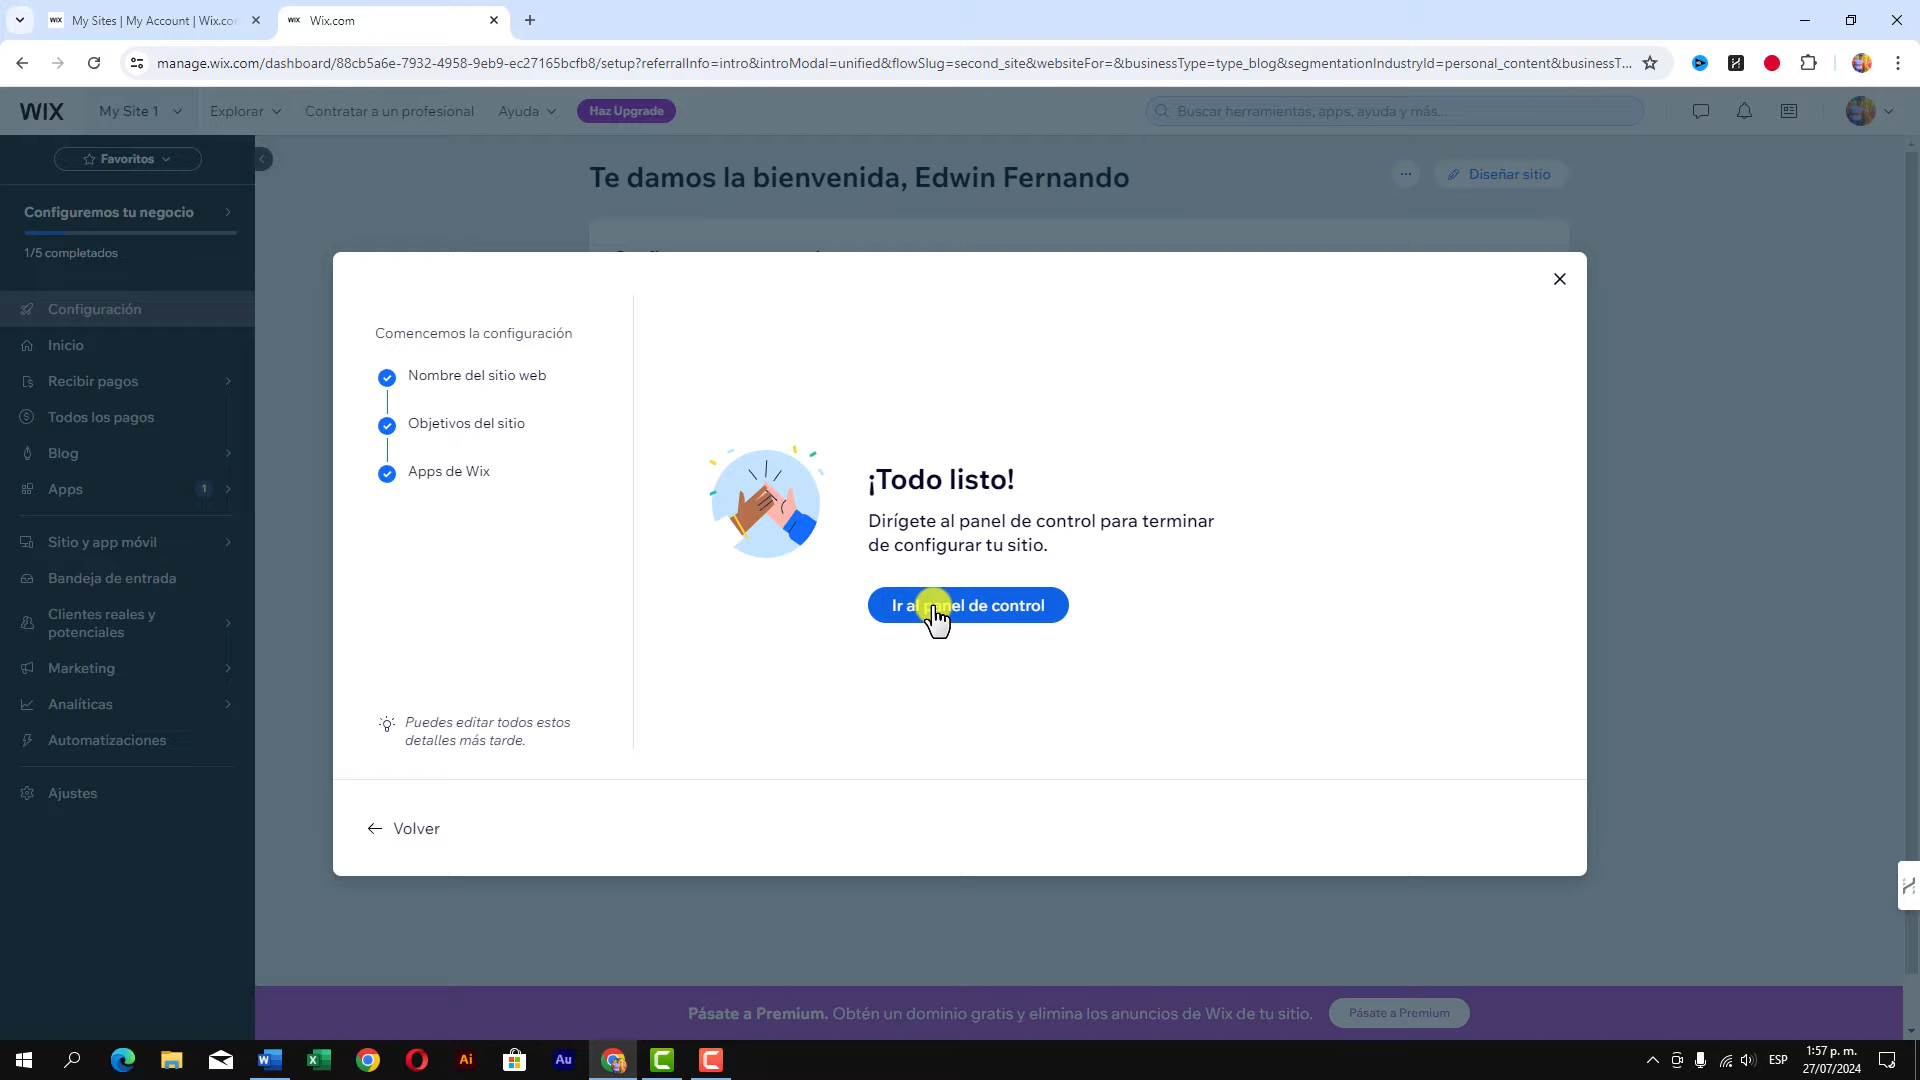 My Sites | My Account | Wix.co
Wix.com
manage.wix.com/dashboard/88cb5a6e-7932-4958-9eb9-ec27165bcfb8/setup?referralInfo=intro&introModal=unified&flowSlug=second_site&websiteFor=&businessType=type_blog&segmentationIndustryId=personal_content&businessT...
WIX
My Site 1
Explorar
Contratar a un profesional
Ayuda
Haz Upgrade
Buscar herramientas, apps, ayuda y más...
Favoritos
Configuremos tu negocio
1/5 completados
Configuración
Inicio
Recibir pagos
Todos los pagos
Blog
Apps
1
Sitio y app móvil
Bandeja de entrada
Clientes reales y
potenciales
Marketing
Analíticas
Automatizaciones
Ajustes
Te damos la bienvenida, Edwin Fernando
Diseñar sitio
Comencemos la configuración
Nombre del sitio web
Objetivos del sitio
Apps de Wix
Puedes editar todos estos
detalles más tarde.
¡Todo listo!
Dirígete al panel de control para terminar
de configurar tu sitio.
Ir al panel de control
Volver
Pásate a Premium. Obtén un dominio gratis y elimina los anuncios de Wix de tu sitio.
Pásate a Premium
ESP
1:57 p. m.
27/07/2024